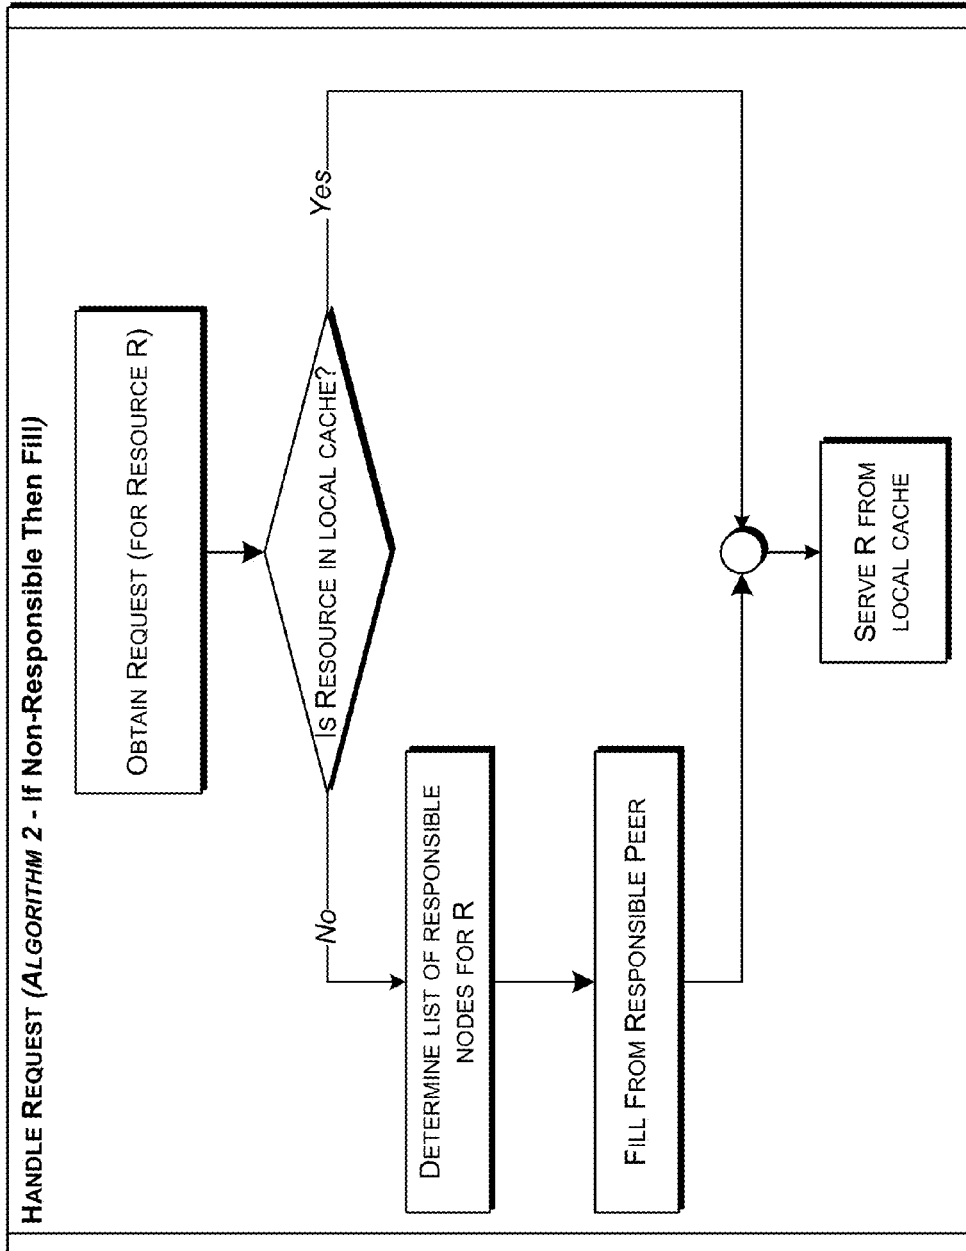 HANDLE REQUEST (ALGORITHM 2 - If Non-Responsible Then Fill)
OBTAIN REQUEST (FOR RESOURCE R)
IS RESOURCE IN LOCAL CACHE?
No
Yes
DETERMINE LIST OF RESPONSIBLE
NODES FOR R
FILL FROM RESPONSIBLE PEER
SERVE R FROM
LOCAL CACHE